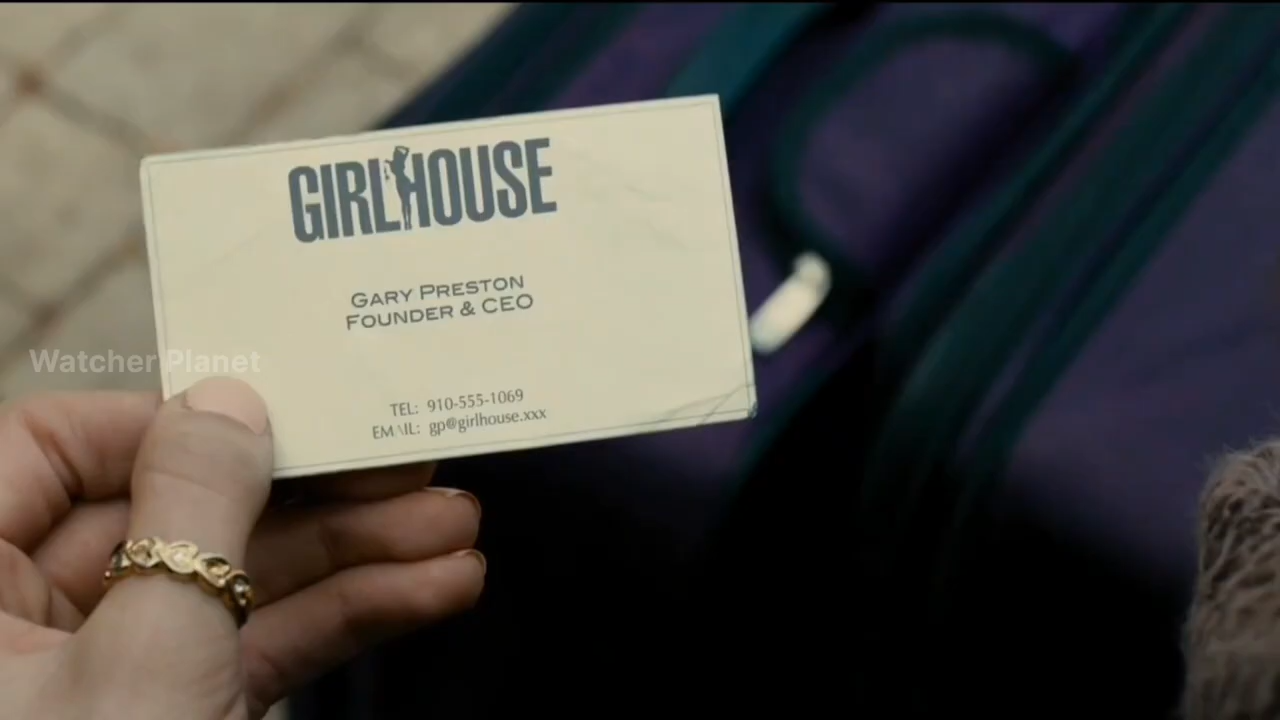 GIRLHOUSE
GARY PRESTON
FOUNDER & CEO
Watcher Planet
TEL: 910-555-1069
EMAIL: gp@girlhouse.xxx